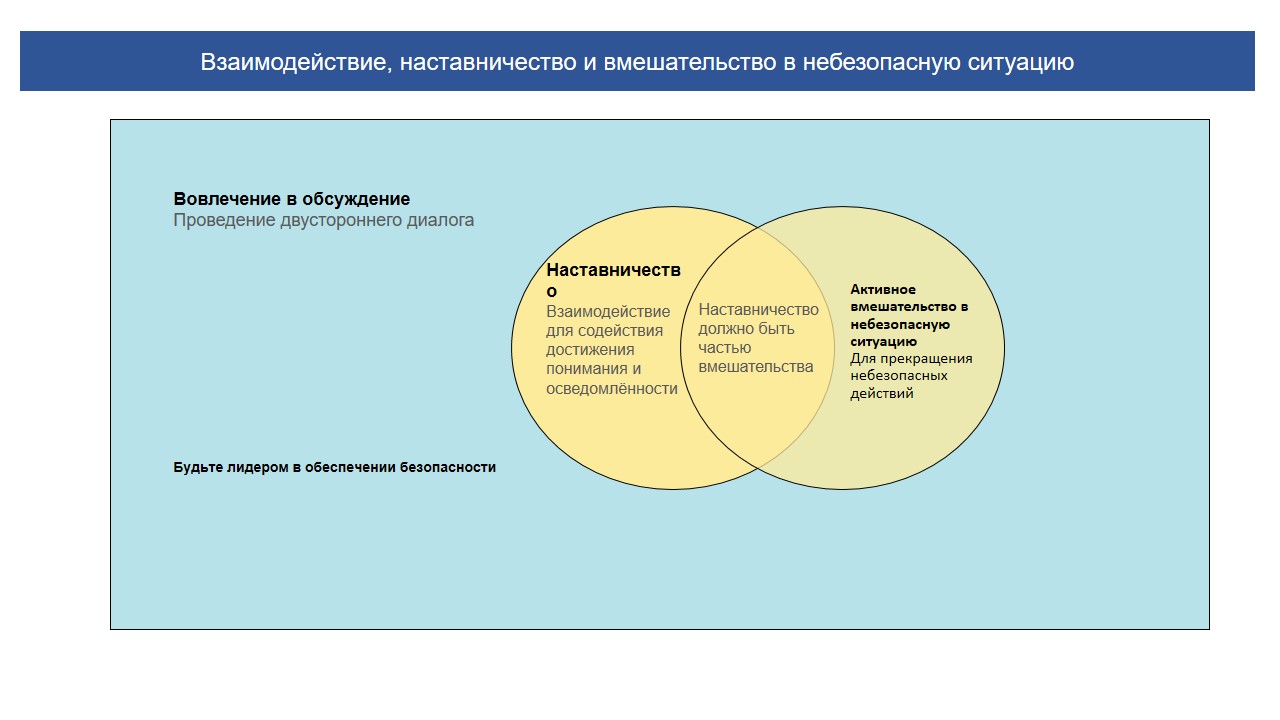 Взаимодействие, наставничество и вмешательство в небезопасную ситуацию
Вовлечение в обсуждение
Проведение двустороннего диалога
Наставничеств
о
Взаимодействие
для содействия
достижения
понимания и
осведомлённости
Наставничество
должно быть
частью
вмешательства
Активное
вмешательство в
небезопасную
ситуацию
Для прекращения
небезопасных
действий
Будьте лидером в обеспечении безопасности